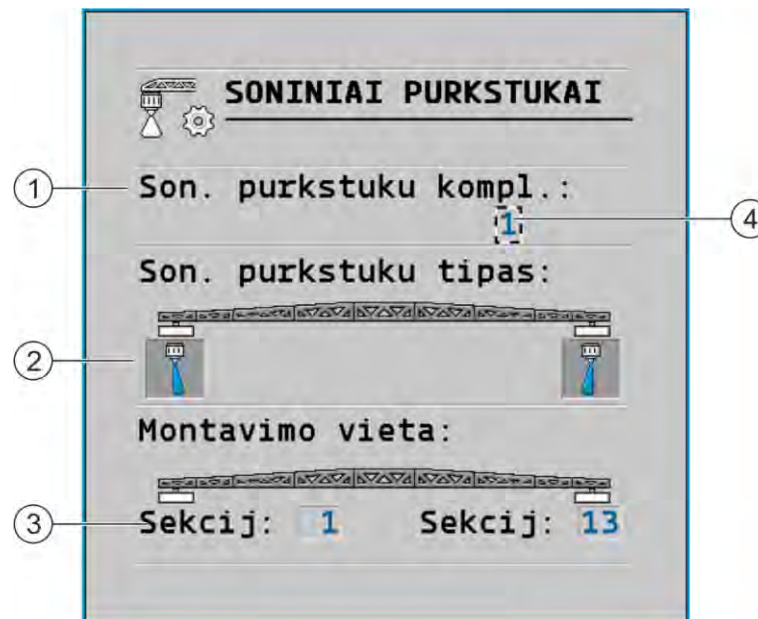 SONINIAI PURKSTUKAI
1 Son. purkstuku kompl.:
1 4
Son. purkstuku tipas:
2
Montavimo vieta:
3 Sekcij: 1 Sekcij: 13